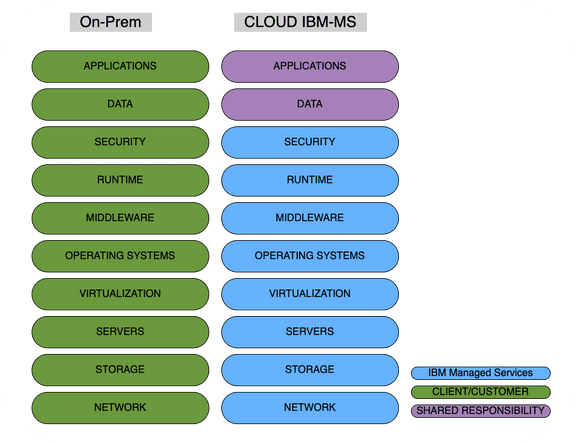 On-Prem
CLOUD IBM-MS
APPLICATIONS
APPLICATIONS
DATA
DATA
SECURITY
SECURITY
RUNTIME
RUNTIME
MIDDLEWARE
MIDDLEWARE
OPERATING SYSTEMS
OPERATING SYSTEMS
VIRTUALIZATION
VIRTUALIZATION
SERVERS
SERVERS
STORAGE
STORAGE
NETWORK
NETWORK
IBM Managed Services
CLIENT/CUSTOMER
SHARED RESPONSIBILITY